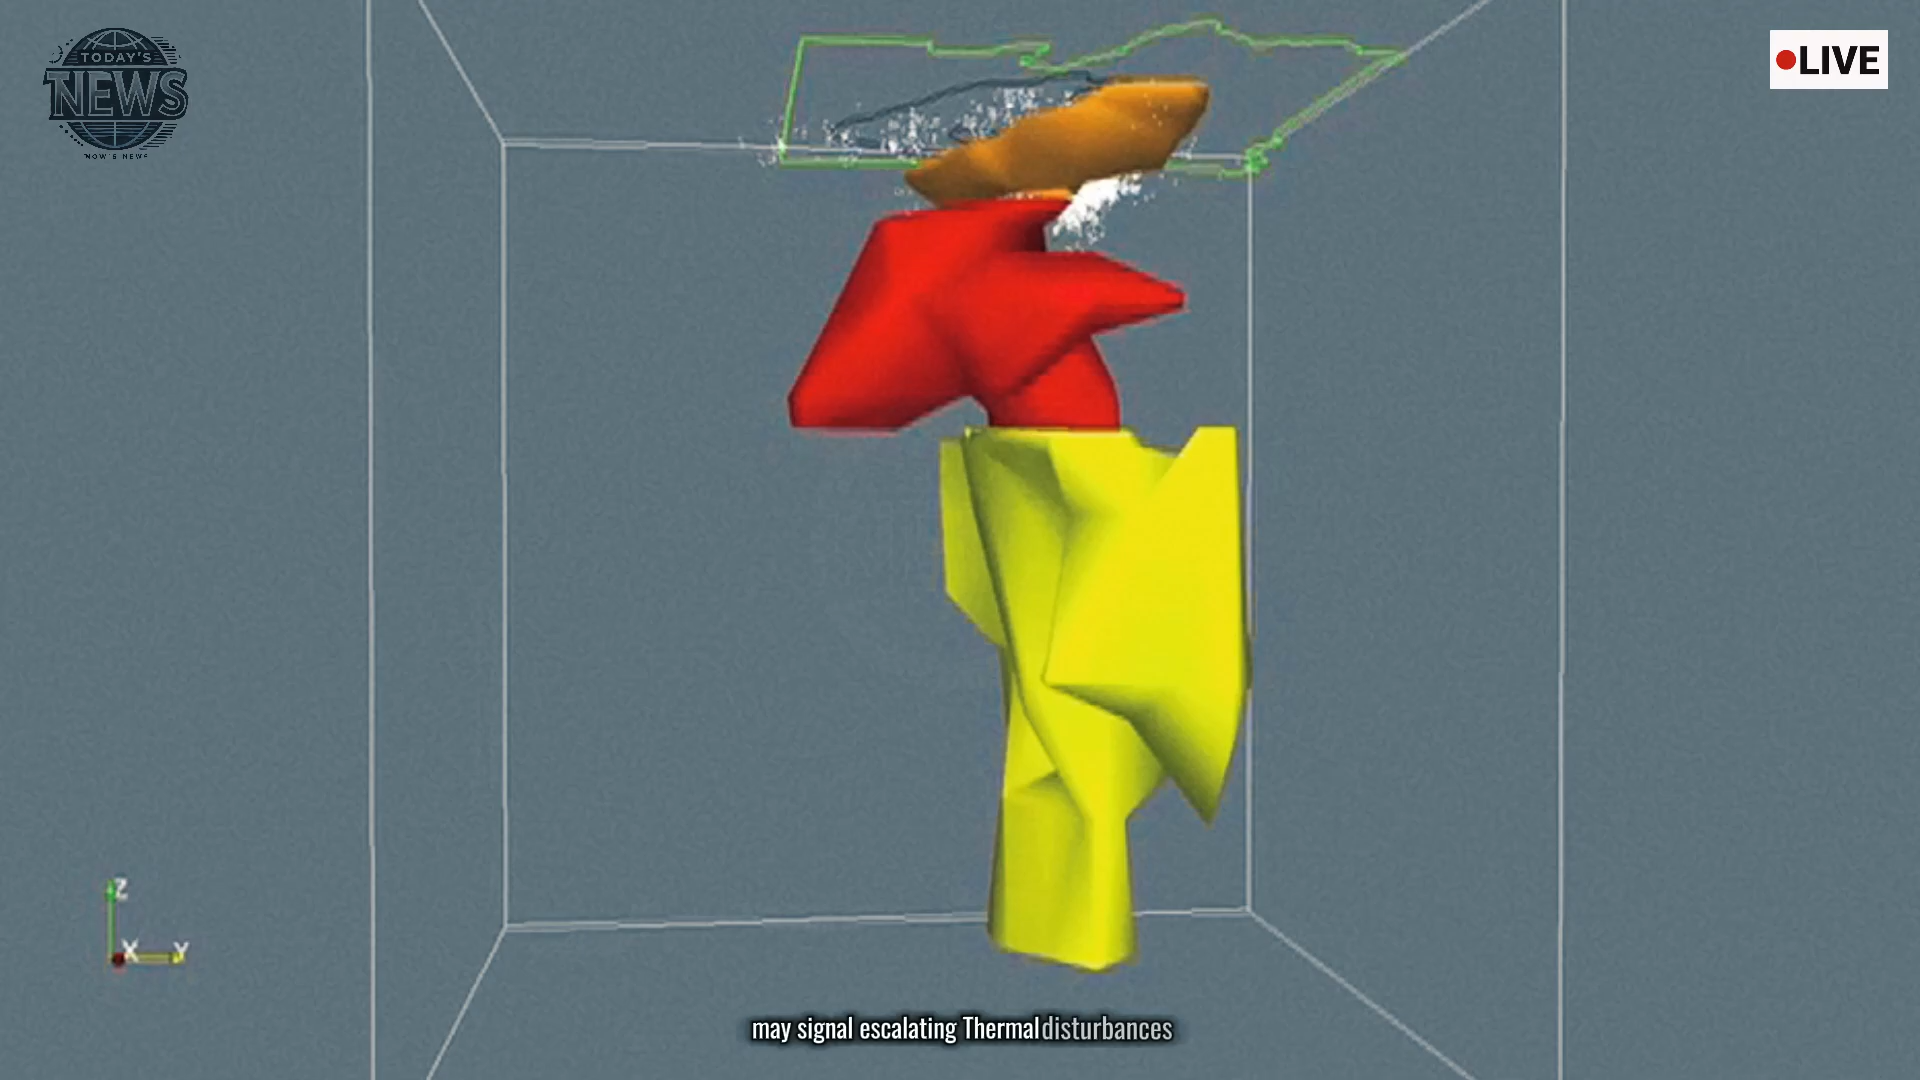 TODAY'S
NEWS
NOW'S NEWS
LIVE
Z
X Y
may signal escalating Thermal disturbances